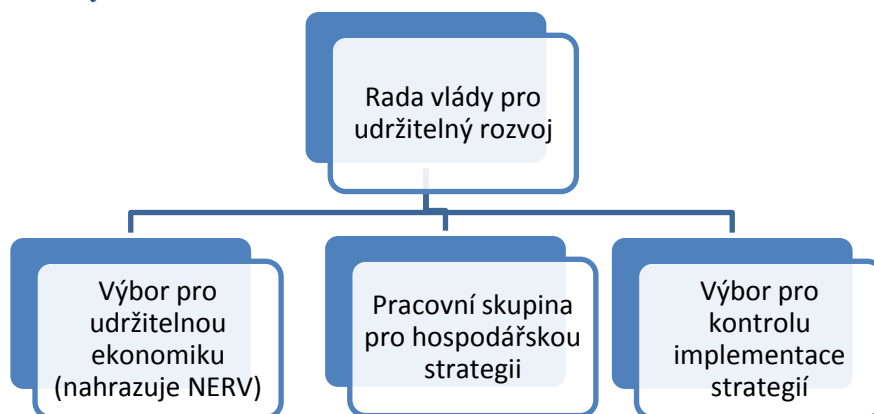 Rada vlády pro
udržitelný rozvoj
Výbor pro
udržitelnou
ekonomiku
(nahrazuje NERV)
Pracovní skupina
pro hospodářskou
strategii
Výbor pro
kontrolu
implementace
strategií